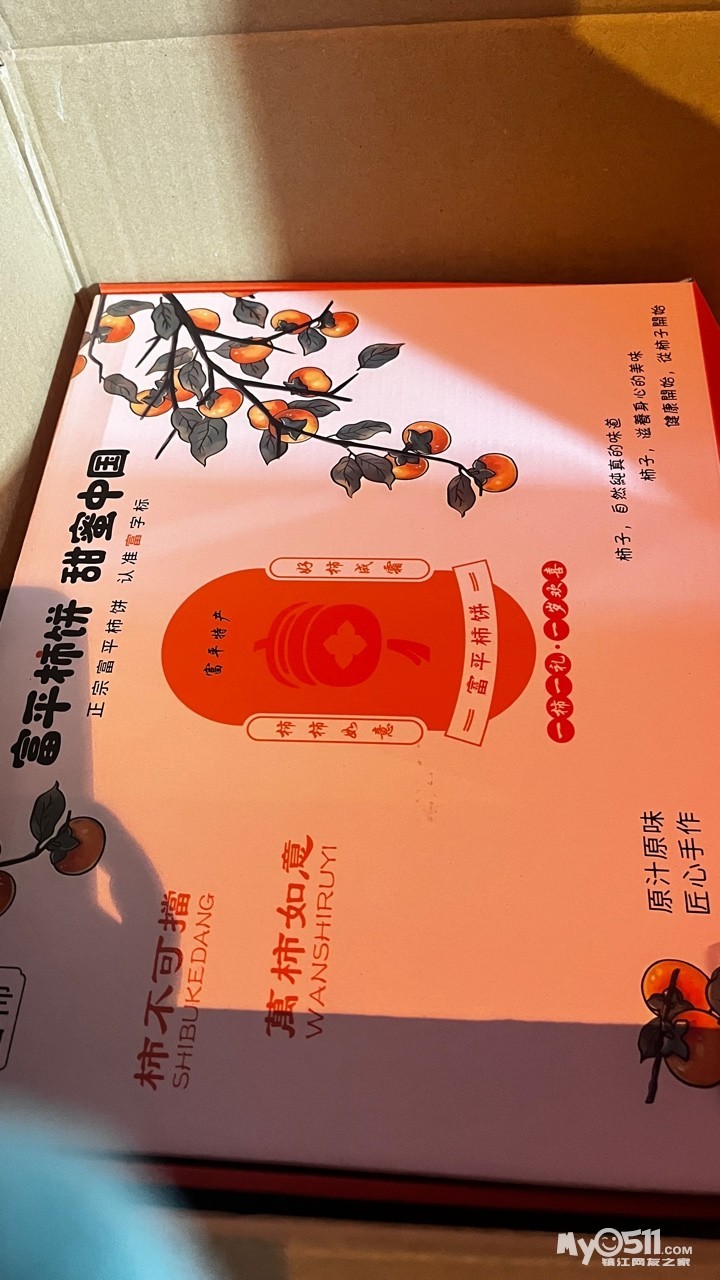 富平柿饼 甜蜜中国
正宗富平柿饼 认准富字标
富平特产
好柿成霜
柿柿如意
富平柿饼
一柿一礼·一岁欢喜
柿子，自然纯真的味道
柿子，滋養身心的美味
健康開始，從柿子開始
柿不可擋
SHIBUKEDANG
萬柿如意
WANSHIRUYI
原汁原味
匠心手作
My0511.COM
镇江网友之家